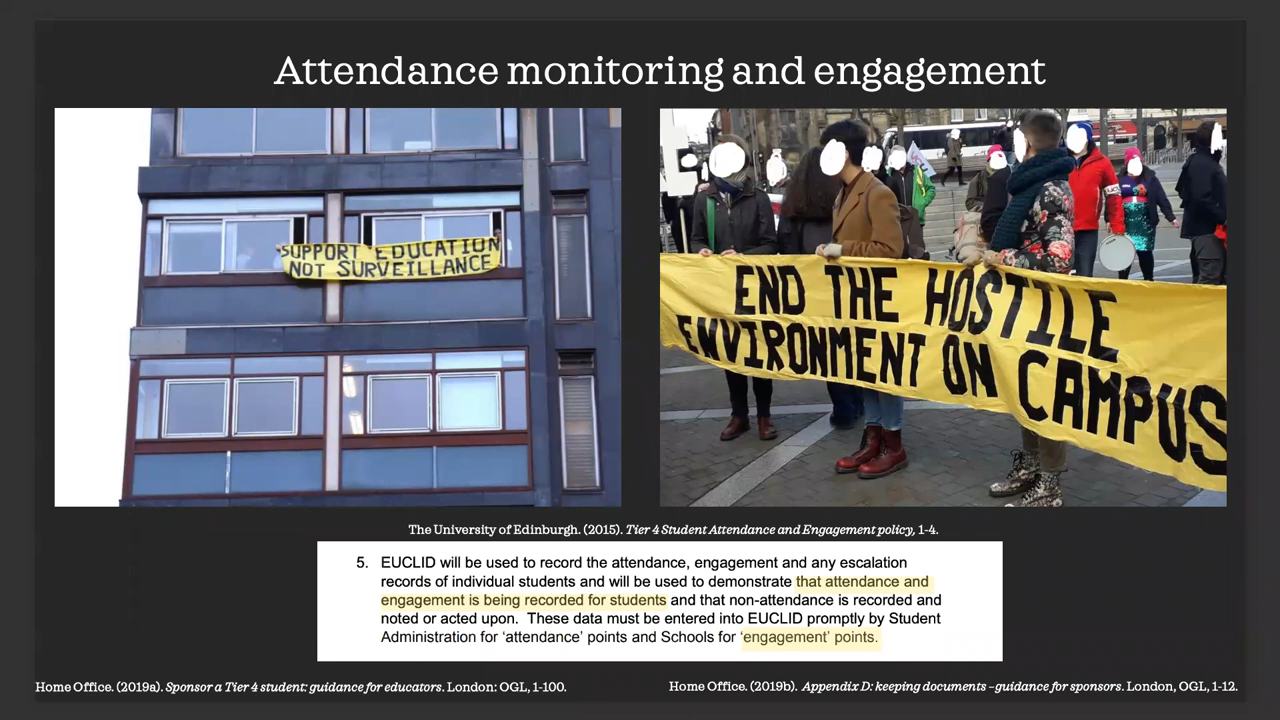 Attendance monitoring and engagement
SUPPORT EDUCATION
NOT SURVEILLANCE
END THE HOSTILE
ENVIRONMENT ON CAMPUS
The University of Edinburgh. (2015). Tier 4 Student Attendance and Engagement policy, 1-4.
5. EUCLID will be used to record the attendance, engagement and any escalation
records of individual students and will be used to demonstrate that attendance and
engagement is being recorded for students and that non-attendance is recorded and
noted or acted upon. These data must be entered into EUCLID promptly by Student
Administration for ‘attendance’ points and Schools for ‘engagement’ points.
Home Office. (2019a). Sponsor a Tier 4 student: guidance for educators. London: OGL, 1-100.
Home Office. (2019b). Appendix D: keeping documents –guidance for sponsors. London, OGL, 1-12.